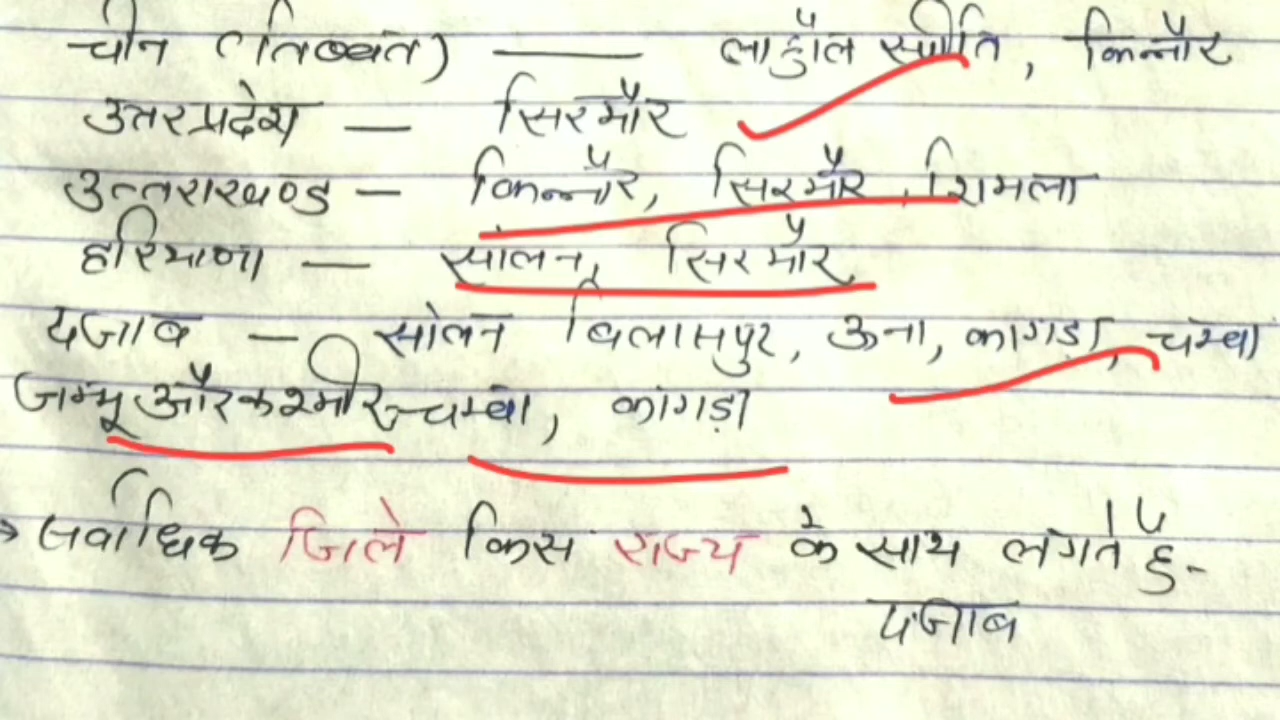 चीन (तिब्बत) — लाहौल स्पीति, किन्नौर
उत्तरप्रदेश — सिरमौर
उत्तराखण्ड — किन्नौर, सिरमौर, शिमला
हरियाणा — सोलन, सिरमौर
पंजाब — सोलन बिलासपुर, ऊना, कांगड़ा, चम्बा
जम्मू और कश्मीर - चम्बा, कांगड़ा
→ सर्वाधिक जिले किस राज्य के साथ लगते है -
पंजाब